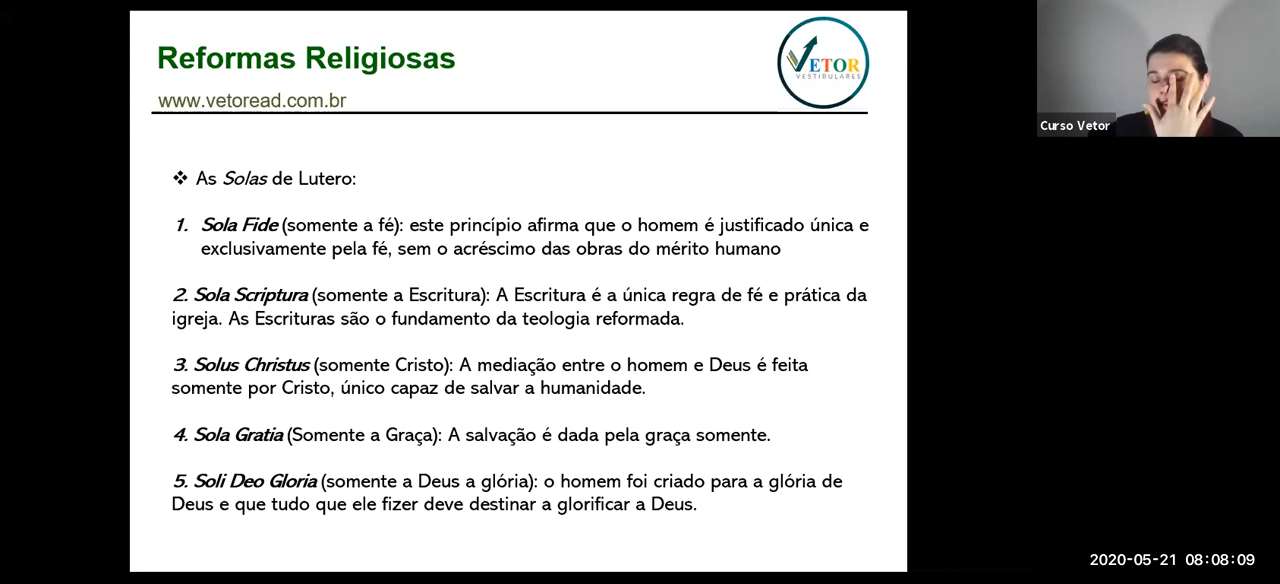 Reformas Religiosas
VETOR
VESTIBULARES
www.vetoread.com.br
Curso Vetor
❖ As Solas de Lutero:
1. Sola Fide (somente a fé): este princípio afirma que o homem é justificado única e
exclusivamente pela fé, sem o acréscimo das obras do mérito humano
2. Sola Scriptura (somente a Escritura): A Escritura é a única regra de fé e prática da
igreja. As Escrituras são o fundamento da teologia reformada.
3. Solus Christus (somente Cristo): A mediação entre o homem e Deus é feita
somente por Cristo, único capaz de salvar a humanidade.
4. Sola Gratia (Somente a Graça): A salvação é dada pela graça somente.
5. Soli Deo Gloria (somente a Deus a glória): o homem foi criado para a glória de
Deus e que tudo que ele fizer deve destinar a glorificar a Deus.
2020-05-21 08:08:09